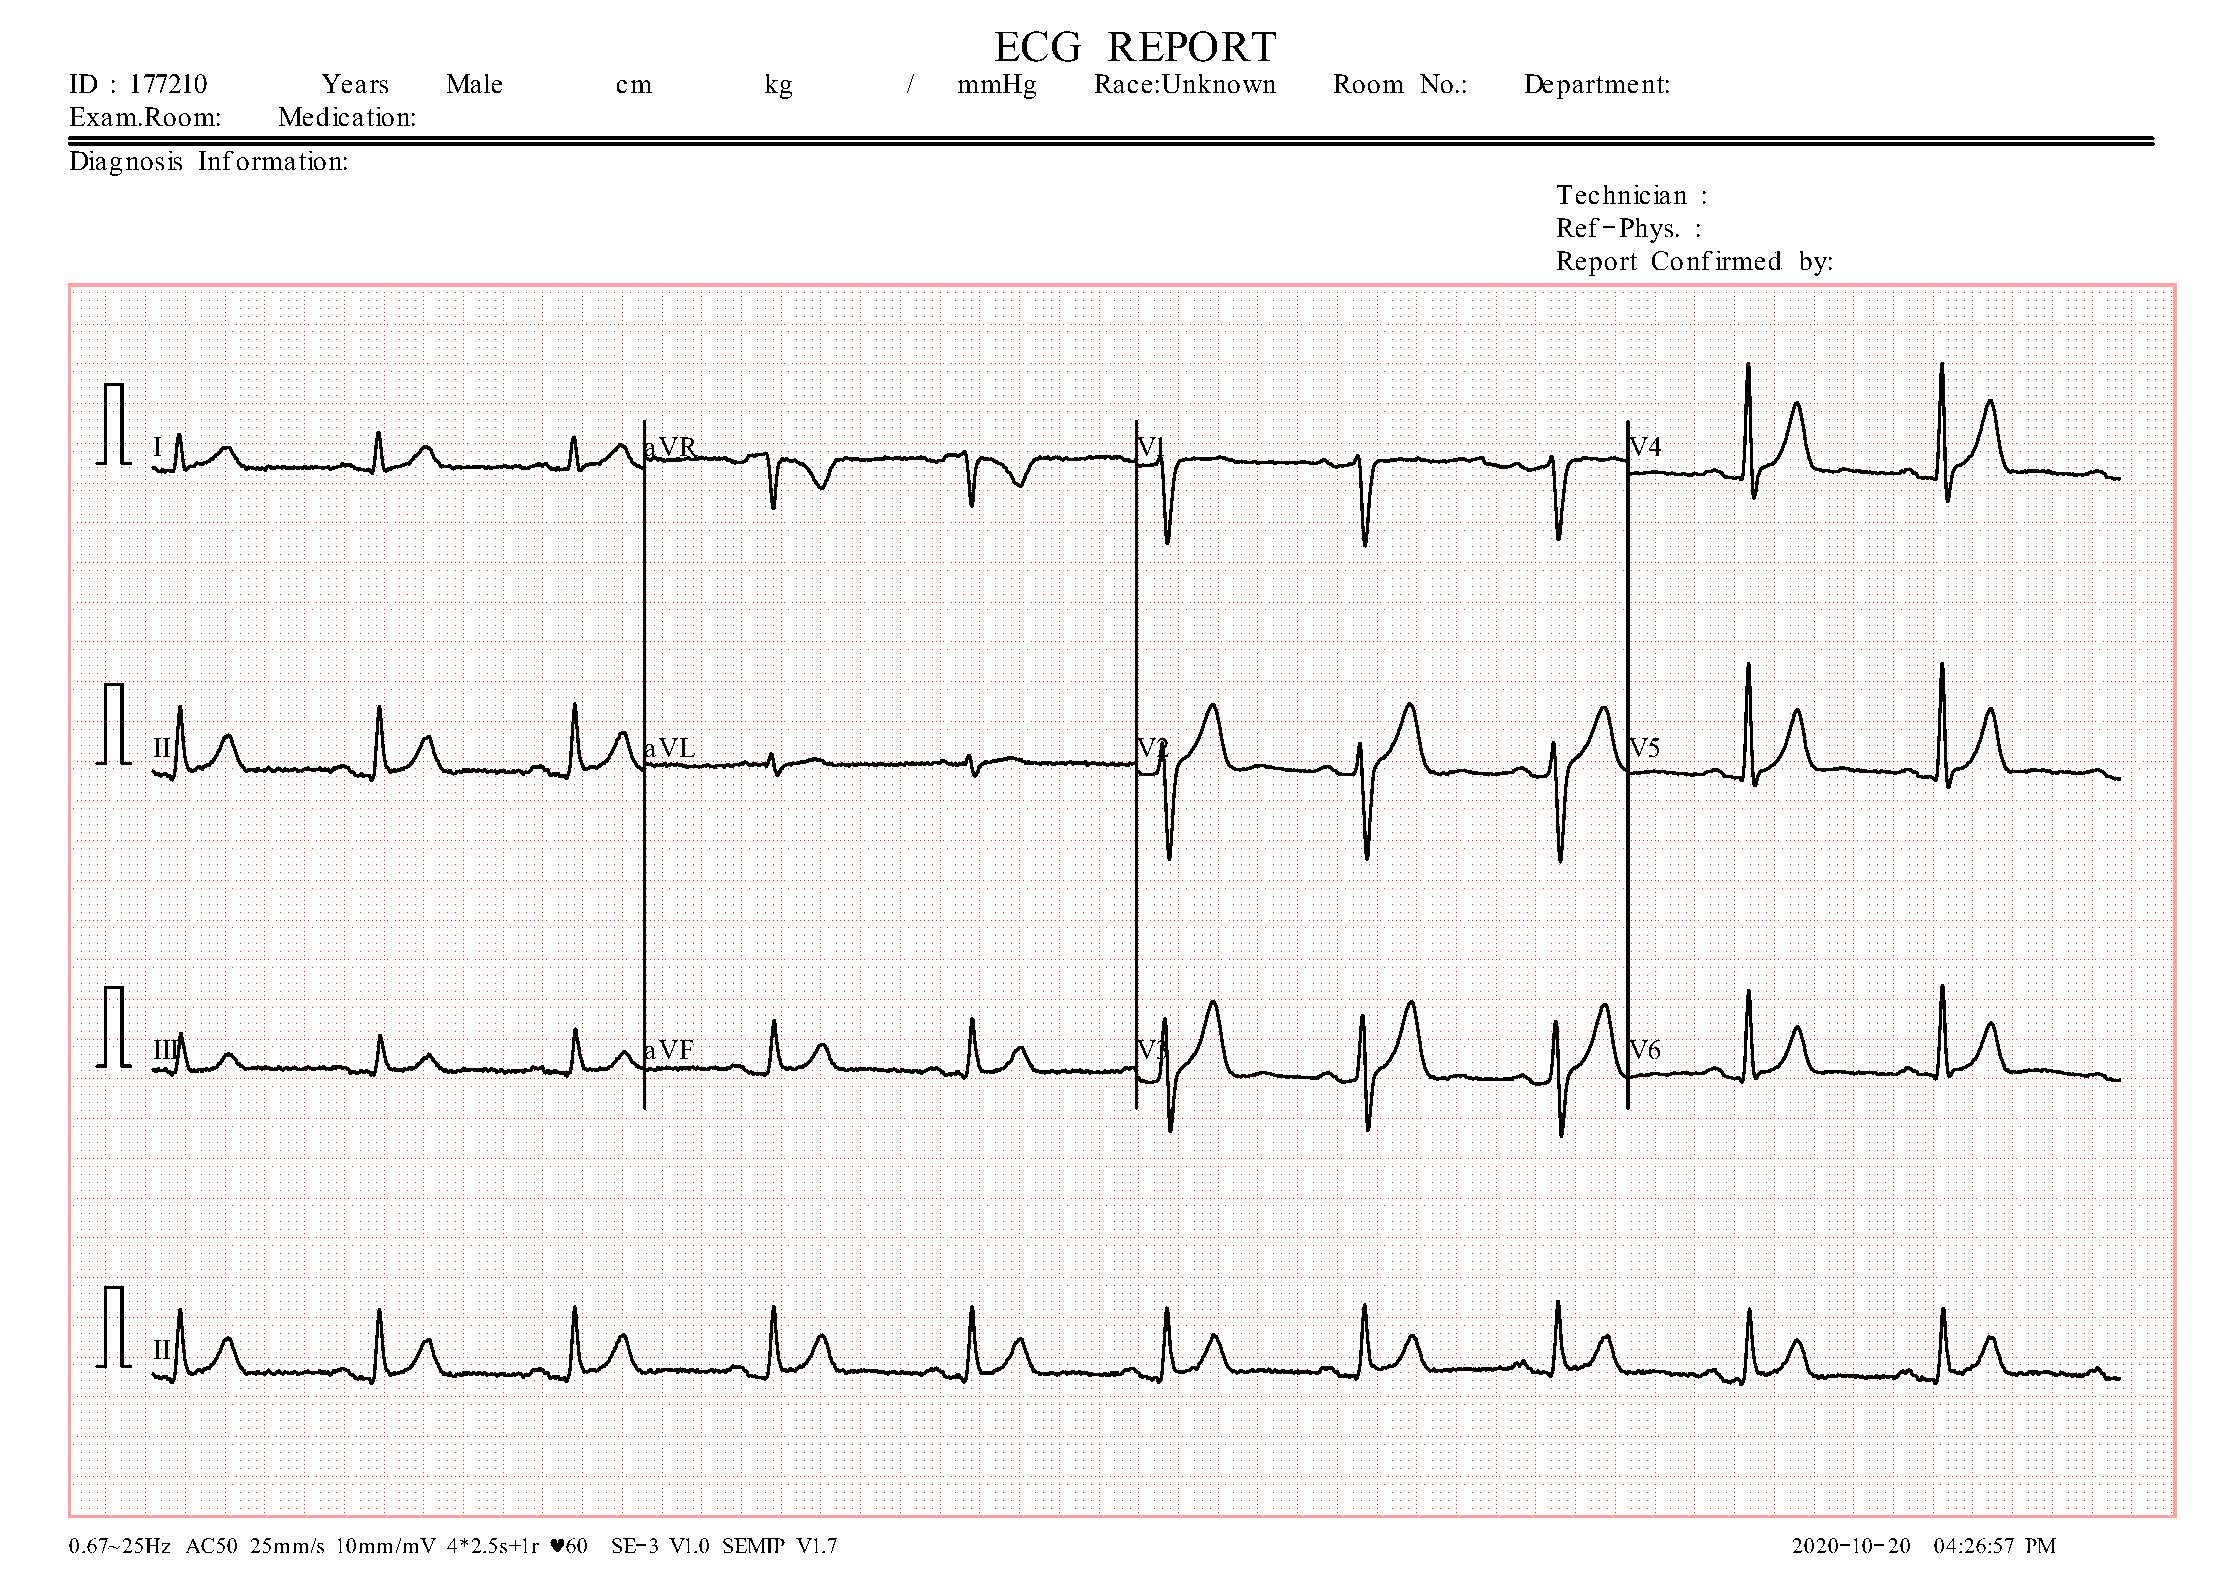 ECG REPORT
ID : 177210 Years Male cm kg / mmHg Race:Unknown Room No.: Department:
Exam.Room: Medication:
Diagnosis Information:
Technician :
Ref-Phys. :
Report Confirmed by:
I aVR V1 V4
II aVL V2 V5
III aVF V3 V6
II
0.67~25Hz AC50 25mm/s 10mm/mV 4*2.5s+1r ♥60 SE-3 V1.0 SEMIP V1.7
2020-10-20 04:26:57 PM